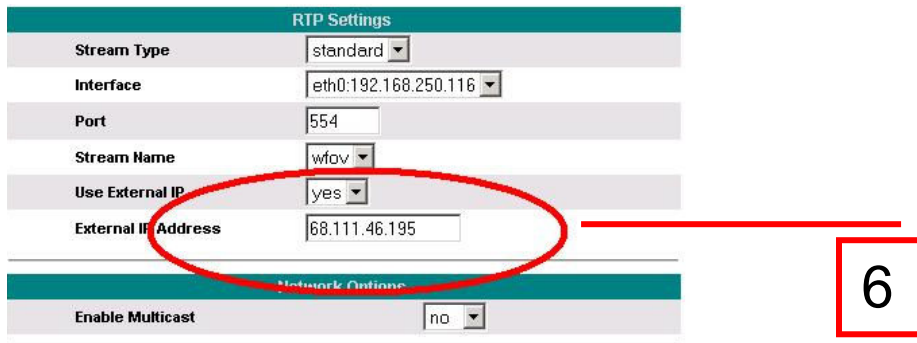 RTP Settings
Stream Type standard
Interface eth0:192.168.250.116
Port 554
Stream Name wfov
Use External IP yes
External IP Address 68.111.46.195
Network Options
Enable Multicast no
6